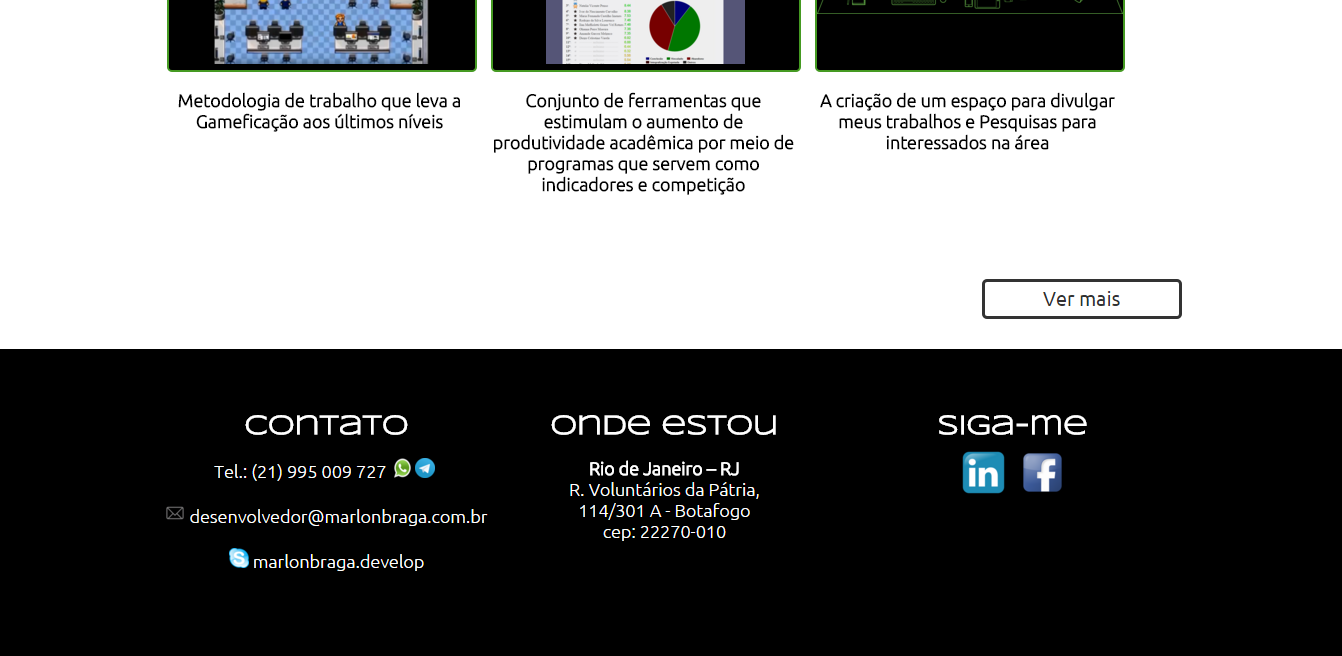 Metodologia de trabalho que leva a
Gameficação aos últimos níveis
Conjunto de ferramentas que
estimulam o aumento de
produtividade acadêmica por meio de
programas que servem como
indicadores e competição
A criação de um espaço para divulgar
meus trabalhos e Pesquisas para
interessados na área
Ver mais
contato
Tel.: (21) 995 009 727
desenvolvedor@marlonbraga.com.br
marlonbraga.develop
onde estou
Rio de Janeiro – RJ
R. Voluntários da Pátria,
114/301 A - Botafogo
cep: 22270-010
siga-me
in
f